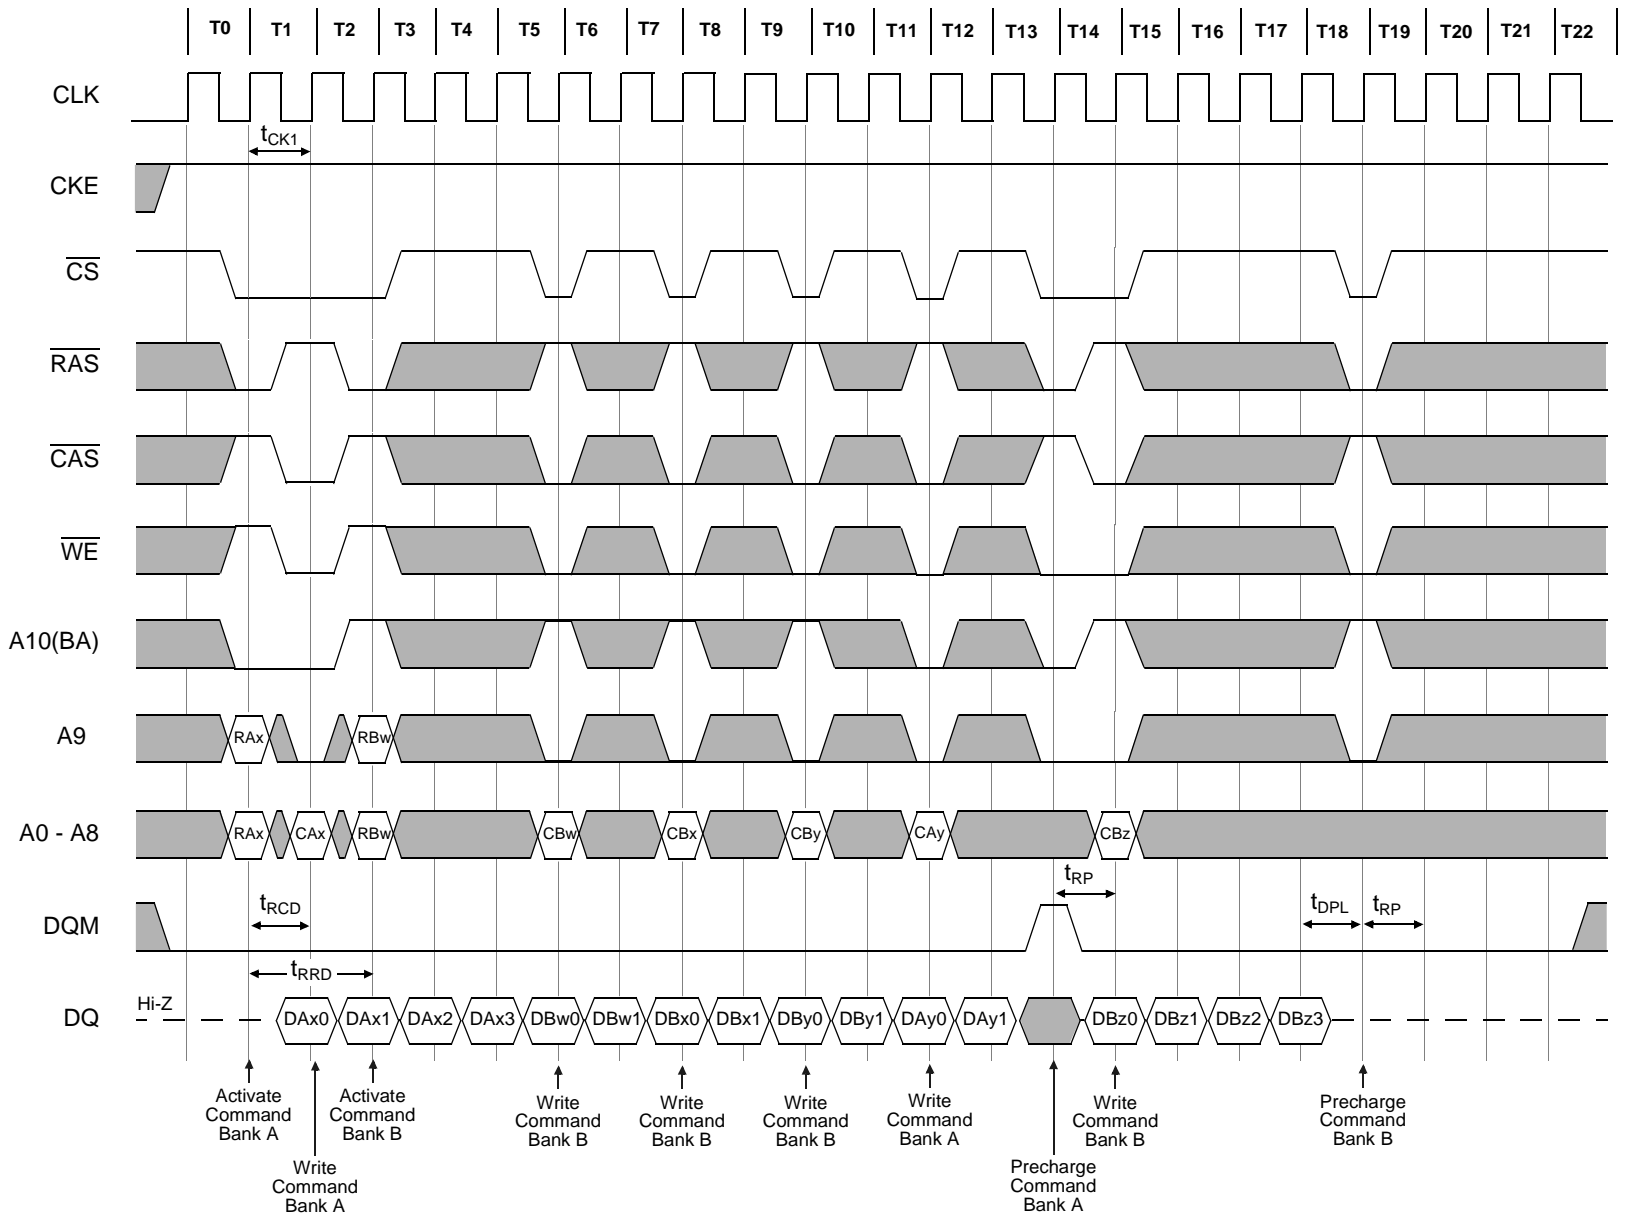 T0 T1 T2 T3 T4 T5 T6 T7 T8 T9 T10 T11 T12 T13 T14 T15 T16 T17 T18 T19 T20 T21 T22
CLK
tCK1
CKE
CS
RAS
CAS
WE
A10(BA)
A9
RAx RBw
A0 - A8
RAx CAx RBw CBw CBx CBy CAy CBz
tRP
DQM
tRCD
tDPL tRP
tRRD
DQ
Hi-Z
DAx0 DAx1 DAx2 DAx3 DBw0 DBw1 DBx0 DBx1 DBy0 DBy1 DAy0 DAy1 DBz0 DBz1 DBz2 DBz3
Activate
Command
Bank A
Write
Command
Bank A
Activate
Command
Bank B
Write
Command
Bank B
Write
Command
Bank B
Write
Command
Bank B
Write
Command
Bank A
Precharge
Command
Bank A
Write
Command
Bank B
Precharge
Command
Bank B